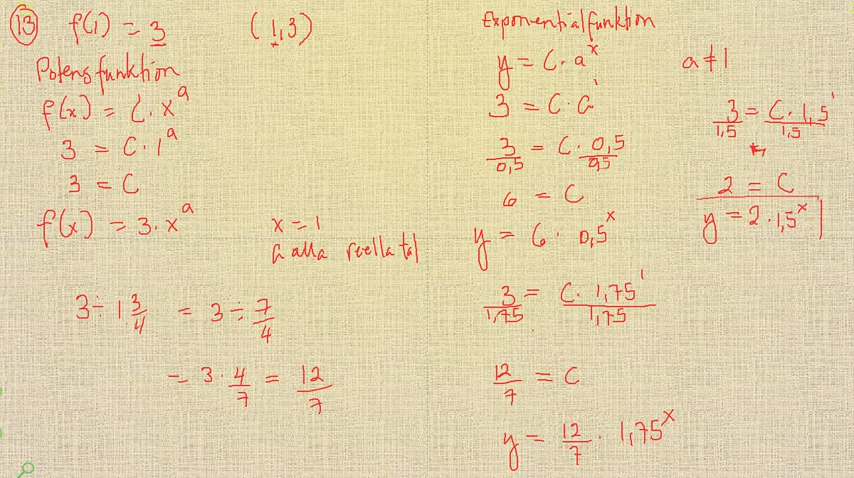 13 f(1) = 3 (1,3)
Potensfunktion
f(x) = C · x^a
3 = C · 1^a
3 = C
f(x) = 3 · x^a
x = 1
a alla reella tal
3 ÷ 1 3/4 = 3 ÷ 7/4
= 3 · 4/7 = 12/7
Exponentialfunktion
y = C · a^x a ≠ 1
3 = C · a^1
3/0,5 = C · 0,5/0,5
6 = C
y = 6 · 0,5^x
3/1,75 = C · 1,75^1/1,75
12/7 = C
y = 12/7 · 1,75^x
3/1,5 = C · 1,5^1/1,5
2 = C
y = 2 · 1,5^x